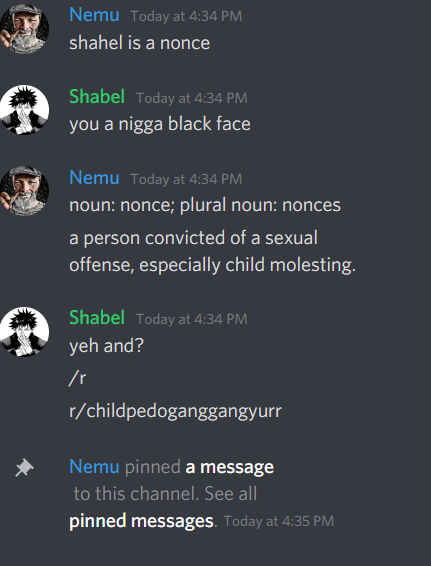 Nemu Today at 4:34 PM
shahel is a nonce
Shabel Today at 4:34 PM
you a nigga black face
Nemu Today at 4:34 PM
noun: nonce; plural noun: nonces
a person convicted of a sexual
offense, especially child molesting.
Shabel Today at 4:34 PM
yeh and?
/r
r/childpedoganggangyurr
Nemu pinned a message
to this channel. See all
pinned messages. Today at 4:35 PM